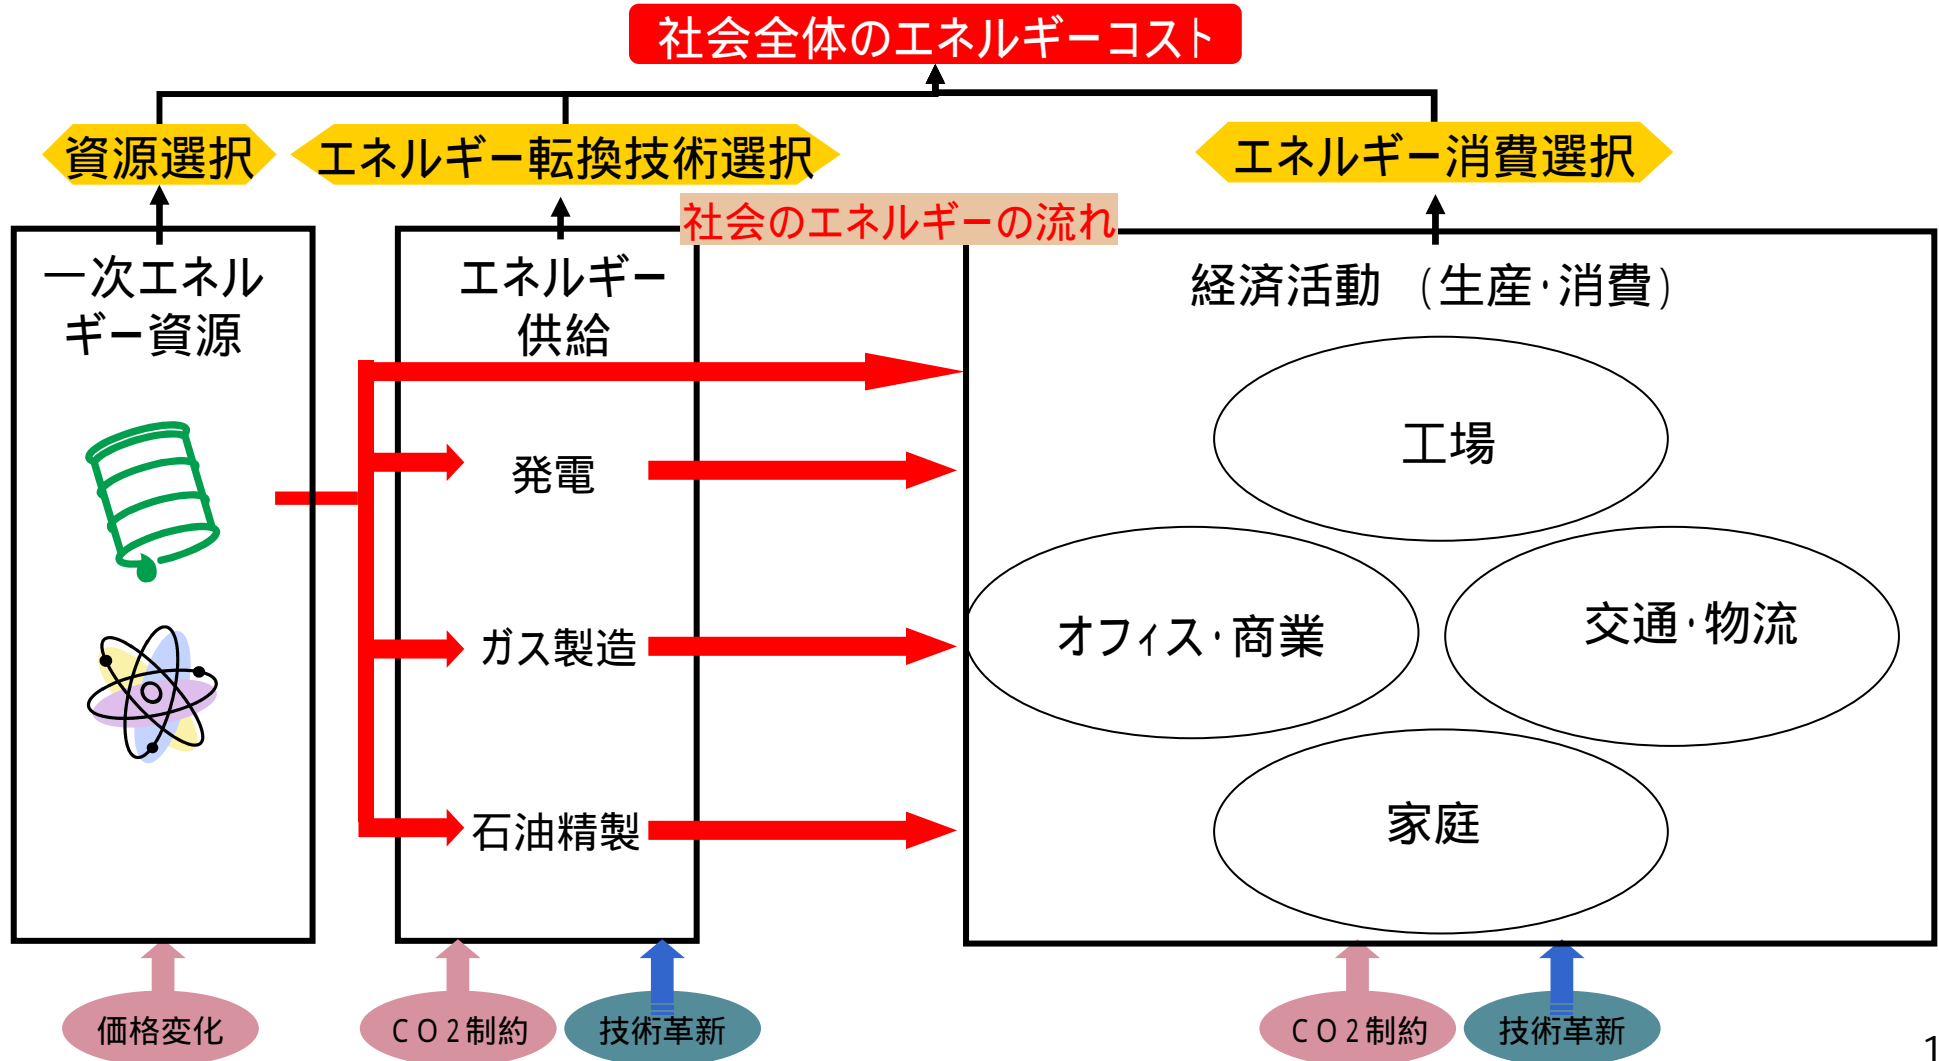 社会全体のエネルギーコスト
資源選択
エネルギー転換技術選択
エネルギー消費選択
社会のエネルギーの流れ
一次エネル
ギー資源
エネルギー
供給
経済活動 (生産・消費)
工場
発電
オフィス・商業
交通・物流
ガス製造
家庭
石油精製
価格変化
CO2制約
技術革新
CO2制約
技術革新
1